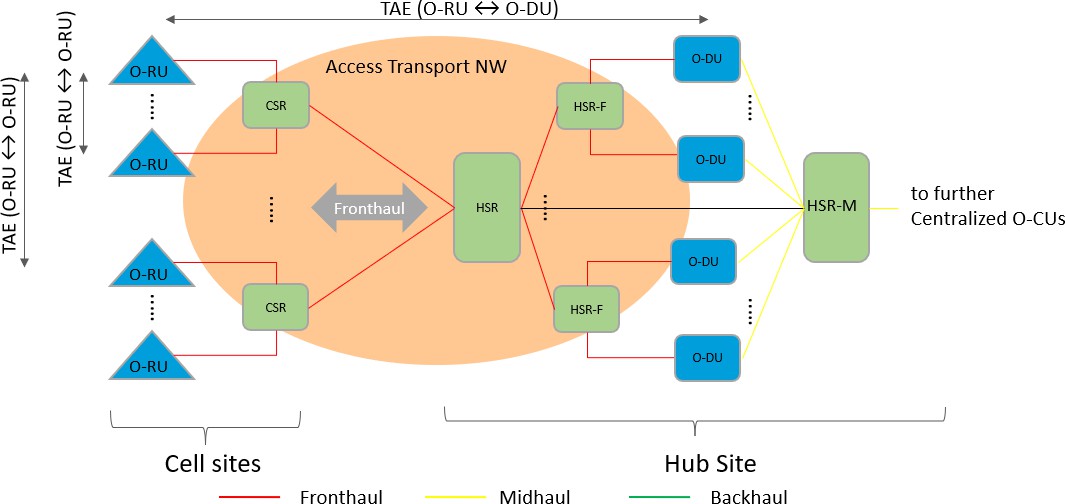 TAE (O-RU ↔ O-DU)
TAE (O-RU ↔ O-RU)
TAE (O-RU ↔ O-RU)
Access Transport NW
O-RU
O-RU
O-RU
O-RU
CSR
CSR
Fronthaul
HSR
HSR-F
HSR-F
O-DU
O-DU
O-DU
O-DU
HSR-M
to further
Centralized O-CUs
Cell sites
Hub Site
Fronthaul
Midhaul
Backhaul